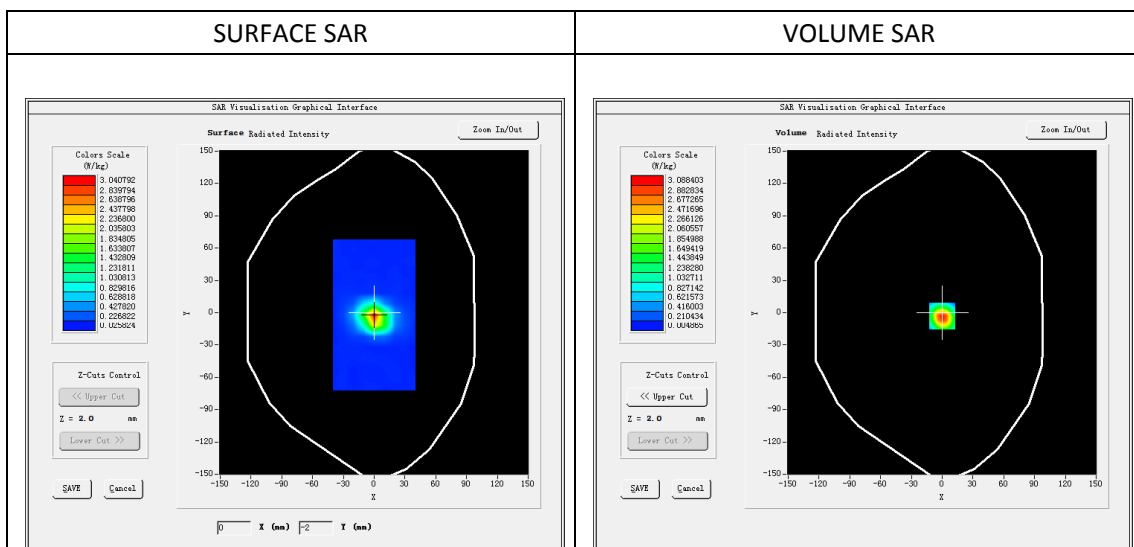 SURFACE SAR
VOLUME SAR
SAR Visualisation Graphical Interface
Surface Radiated Intensity
Zoom In/Out
Colors Scale
(W/kg)
3.040792
2.839794
2.638796
2.437798
2.236800
2.035803
1.834805
1.633807
1.432809
1.231811
1.030813
0.829816
0.628818
0.427820
0.226822
0.025824
150
120
90
60
30
0
-30
-60
-90
-120
-150
Y
-150 -120 -90 -60 -30 0 30 60 90 120 150
X
Z-Cuts Control
<< Upper Cut
Z = 2.0 mm
Lower Cut >>
SAVE Cancel
0 X (mm) -2 Y (mm)
SAR Visualisation Graphical Interface
Volume Radiated Intensity
Zoom In/Out
Colors Scale
(W/kg)
3.088403
2.882834
2.677265
2.471696
2.266126
2.060557
1.854988
1.649419
1.443849
1.238280
1.032711
0.827142
0.621573
0.416003
0.210434
0.004865
150
120
90
60
30
0
-30
-60
-90
-120
-150
Y
-150 -120 -90 -60 -30 0 30 60 90 120 150
X
Z-Cuts Control
<< Upper Cut
Z = 2.0 mm
Lower Cut >>
SAVE Cancel